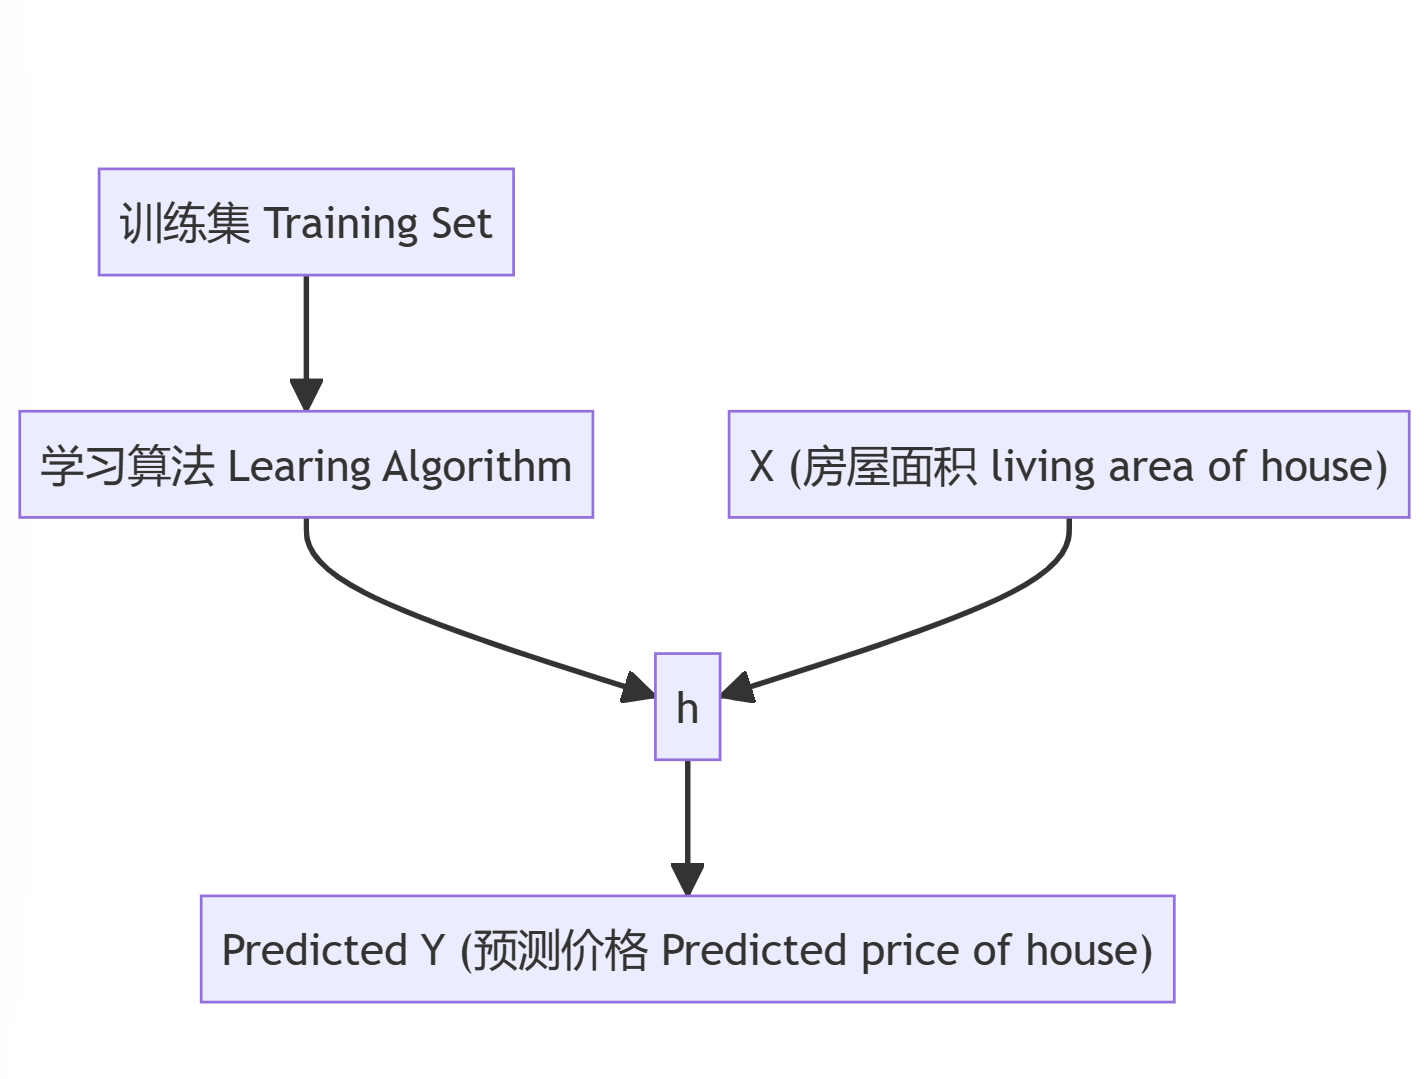 训练集 Training Set
学习算法 Learing Algorithm
X (房屋面积 living area of house)
h
Predicted Y (预测价格 Predicted price of house)